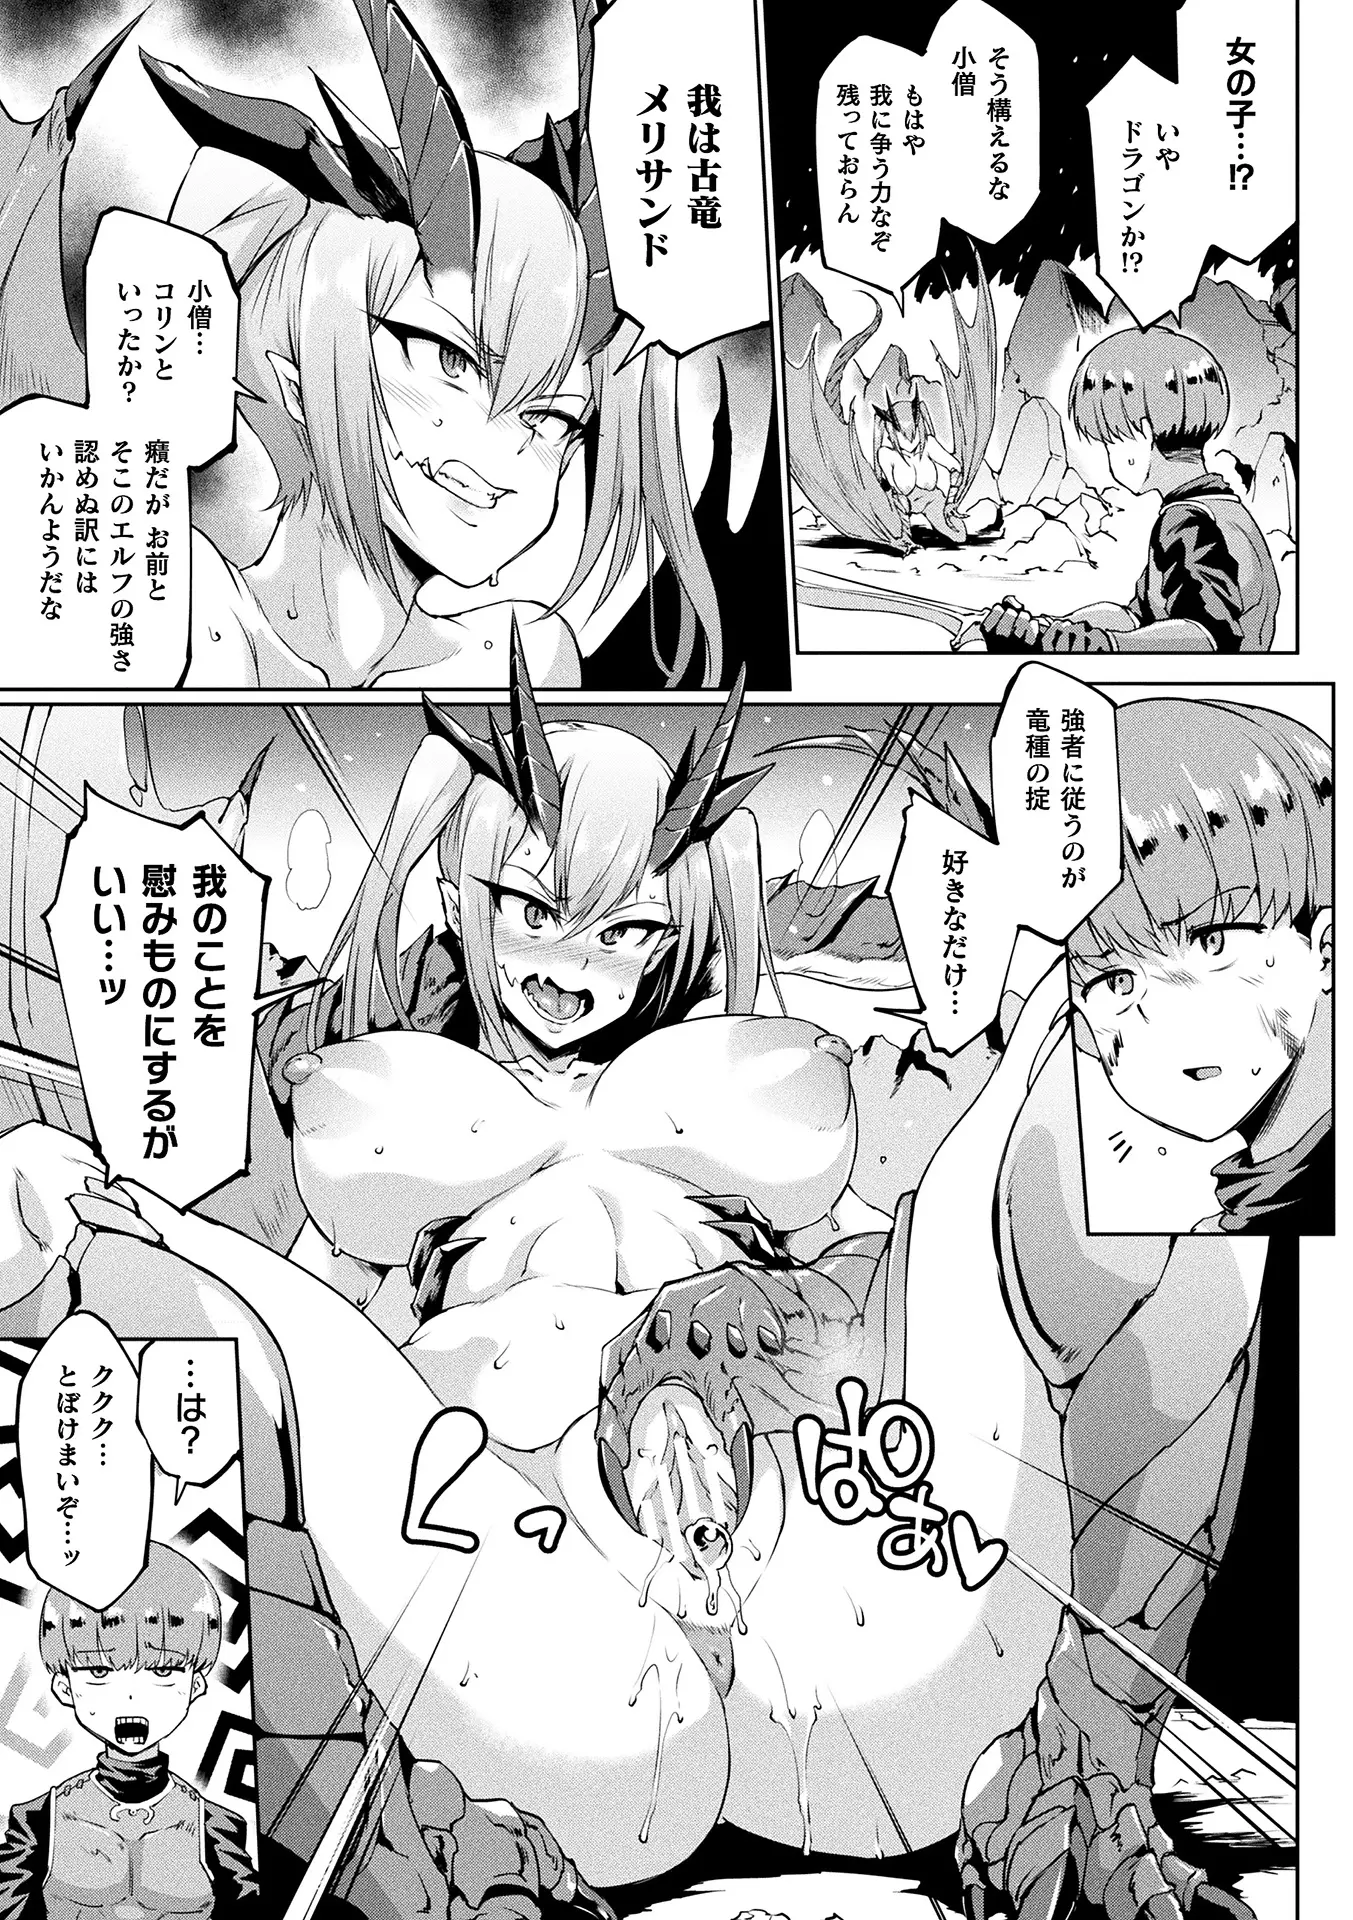 女の子…!?
いや
ドラゴンか!?
そう構えるな
小僧
もはや
我に争う力なぞ
残っておらん
我は古竜
メリサンド
小僧…
コリンと
いったか?
癪だが お前と
そこのエルフの強さ
認めぬ訳には
いかんようだな
強者に従うのが
竜種の掟
好きなだけ…
我のことを
慰みものにするが
いい…ッ
くぱぁ♡
…は?
ククク…
とぼけまいぞ…ッ